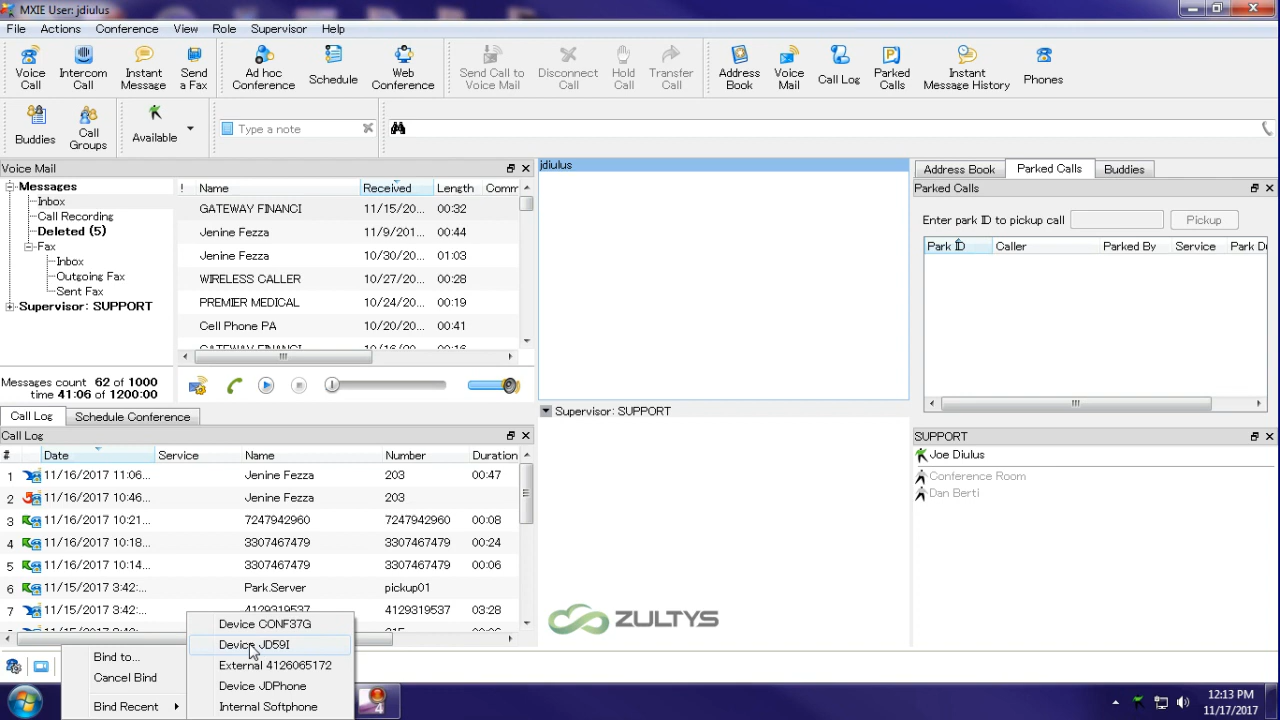 MXIE User: jdiulus
File Actions Conference View Role Supervisor Help
Voice Call Intercom Call Instant Message Send a Fax Ad hoc Conference Schedule Web Conference Send Call to Voice Mail Disconnect Call Hold Call Transfer Call Address Book Voice Mail Call Log Parked Calls Instant Message History Phones
Buddies Call Groups Available Type a note
Voice Mail
Messages
Inbox
Call Recording
Deleted (5)
Fax
Inbox
Outgoing Fax
Sent Fax
Supervisor: SUPPORT
Messages count 62 of 1000
time 41:06 of 1200:00
! Name Received Length Comm
GATEWAY FINANCI 11/15/20... 00:32
Jenine Fezza 11/9/201... 00:44
Jenine Fezza 10/30/20... 01:03
WIRELESS CALLER 10/27/20... 00:28
PREMIER MEDICAL 10/24/20... 00:19
Cell Phone PA 10/20/20... 00:41
GATEWAY FINANCI 10/16/20... 00:16
jdiulus
Supervisor: SUPPORT
ZULTYS
Address Book Parked Calls Buddies
Parked Calls
Enter park ID to pickup call Pickup
Park ID Caller Parked By Service Park Du
SUPPORT
Joe Diulus
Conference Room
Dan Berti
Call Log Schedule Conference
Call Log
# Date Service Name Number Duration
1 11/16/2017 11:06... Jenine Fezza 203 00:47
2 11/16/2017 10:46... Jenine Fezza 203
3 11/16/2017 10:21... 7247942960 7247942960 00:08
4 11/16/2017 10:18... 3307467479 3307467479 00:24
5 11/16/2017 10:14... 3307467479 3307467479 00:06
6 11/15/2017 3:42:... Park.Server pickup01
7 11/15/2017 3:42:... 4129319537 4129319537 03:28
Bind to...
Cancel Bind
Bind Recent
Device CONF37G
Device JD59I
External 4126065172
Device JDPhone
Internal Softphone
4
12:13 PM
11/17/2017